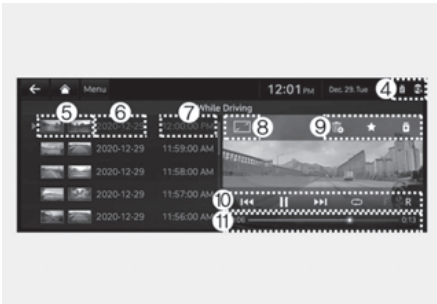 Menu 12:01 PM Dec. 29. Tue 4
While Driving
5 6 7
2020-12-29 12:00:00 PM 8 9
2020-12-29 11:59:00 AM
2020-12-29 11:58:00 AM
2020-12-29 11:57:00 AM 10 R
2020-12-29 11:56:00 AM 11 0:13